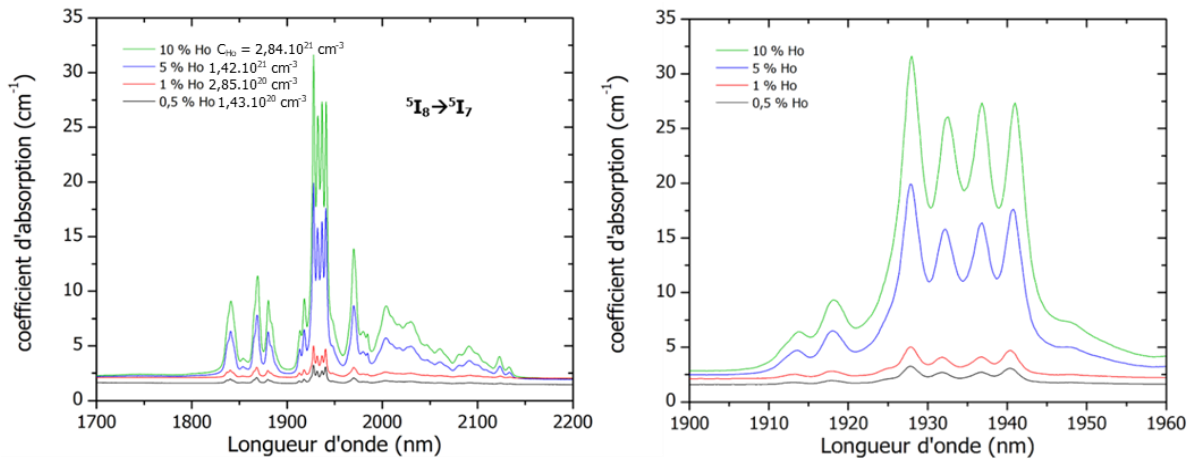 35
30
25
20
15
10
5
0
coefficient d'absorption (cm⁻¹)
10 % Ho C_Ho = 2,84.10²¹ cm⁻³
5 % Ho 1,42.10²¹ cm⁻³
1 % Ho 2,85.10²⁰ cm⁻³
0,5 % Ho 1,43.10²⁰ cm⁻³
⁵I₈→⁵I₇
1700 1800 1900 2000 2100 2200
Longueur d'onde (nm)
35
30
25
20
15
10
5
0
coefficient d'absorption (cm⁻¹)
10 % Ho
5 % Ho
1 % Ho
0,5 % Ho
1900 1910 1920 1930 1940 1950 1960
Longueur d'onde (nm)